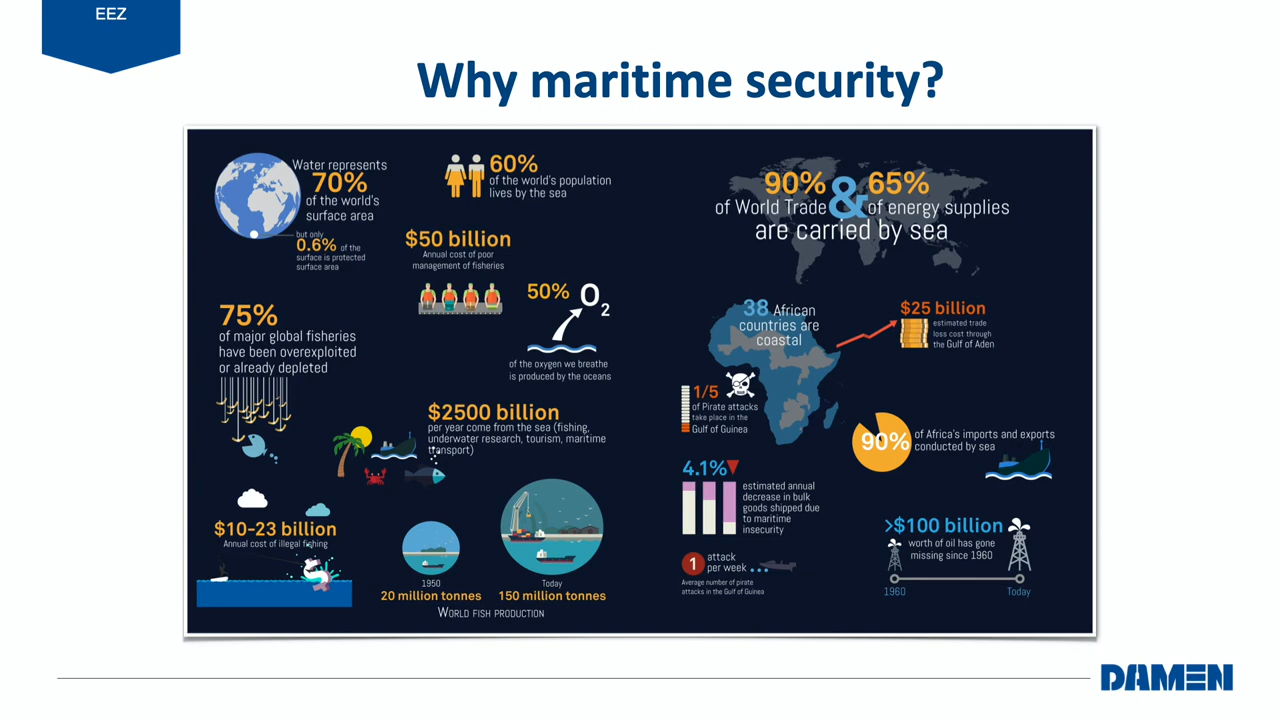 EEZ
Why maritime security?
Water represents
70%
of the world's
surface area
but only
0.6% of the
surface is protected
surface area
60%
of the world's population
lives by the sea
$50 billion
Annual cost of poor
management of fisheries
50% O2
of the oxygen we breathe
is produced by the oceans
75%
of major global fisheries
have been overexploited
or already depleted
$2500 billion
per year come from the sea (fishing,
underwater research, tourism, maritime
transport)
$10-23 billion
Annual cost of illegal fishing
1950
20 million tonnes
Today
150 million tonnes
World fish production
90% & 65%
of World Trade of energy supplies
are carried by sea
38 African
countries are
coastal
$25 billion
estimated trade
loss cost through
the Gulf of Aden
1/5
of Pirate attacks
take place in the
Gulf of Guinea
90%
of Africa's imports and exports
conducted by sea
4.1%
estimated annual
decrease in bulk
goods shipped due
to maritime
insecurity
1 attack
per week
Average number of pirate
attacks in the Gulf of Guinea
>$100 billion
worth of oil has gone
missing since 1960
1960
Today
DAMEN